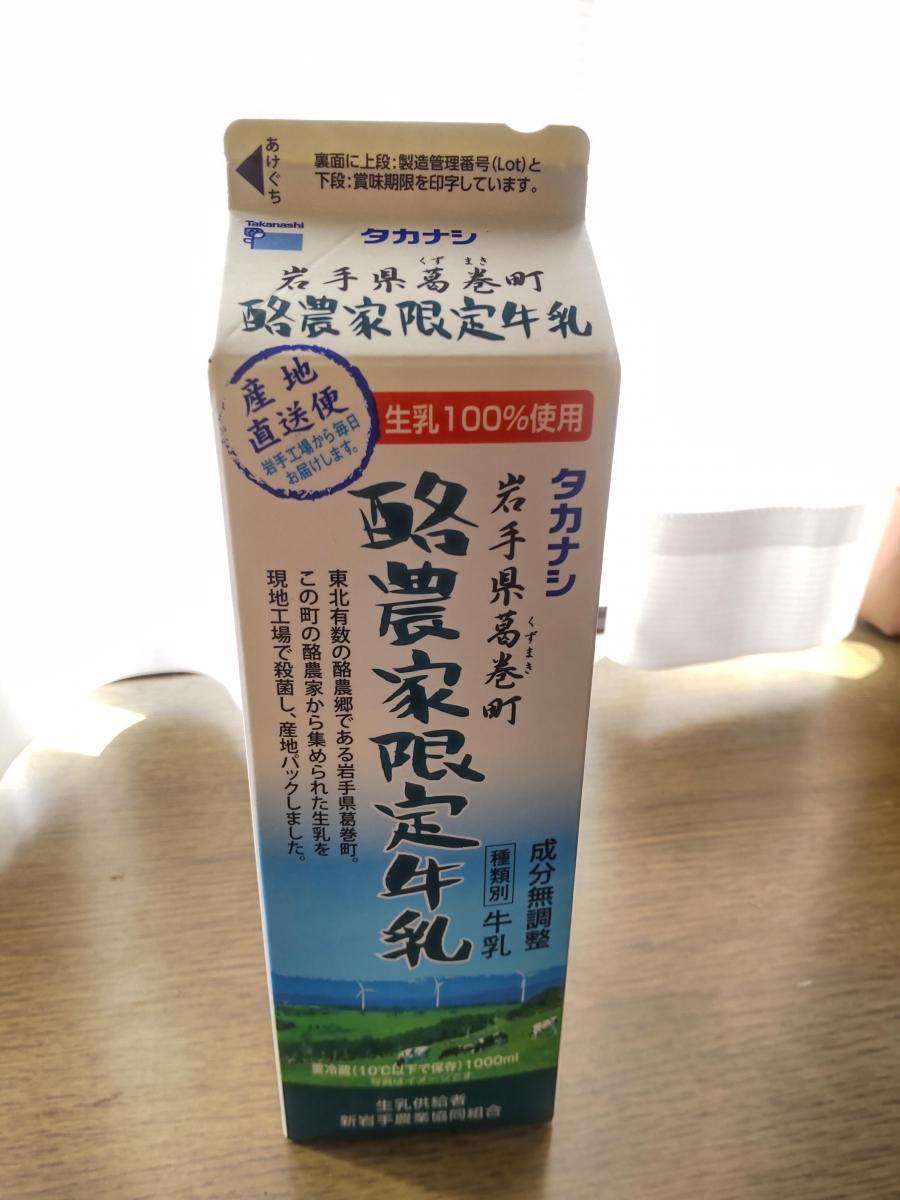 あけぐち
裏面に上段:製造管理番号(Lot)と
下段:賞味期限を印字しています。
Takanashi
タカナシ
くずまき
岩手県葛巻町
酪農家限定牛乳
産地
直送便
岩手工場から毎日
お届けします。
生乳100%使用
タカナシ
岩手県葛巻町
くずまき
酪農家限定牛乳
東北有数の酪農郷である岩手県葛巻町。
この町の酪農家から集められた生乳を
現地工場で殺菌し、産地パックしました。
成分無調整
種類別 牛乳
要冷蔵(10℃以下で保存)1000ml
写真はイメージです
生乳供給者
新岩手農業協同組合